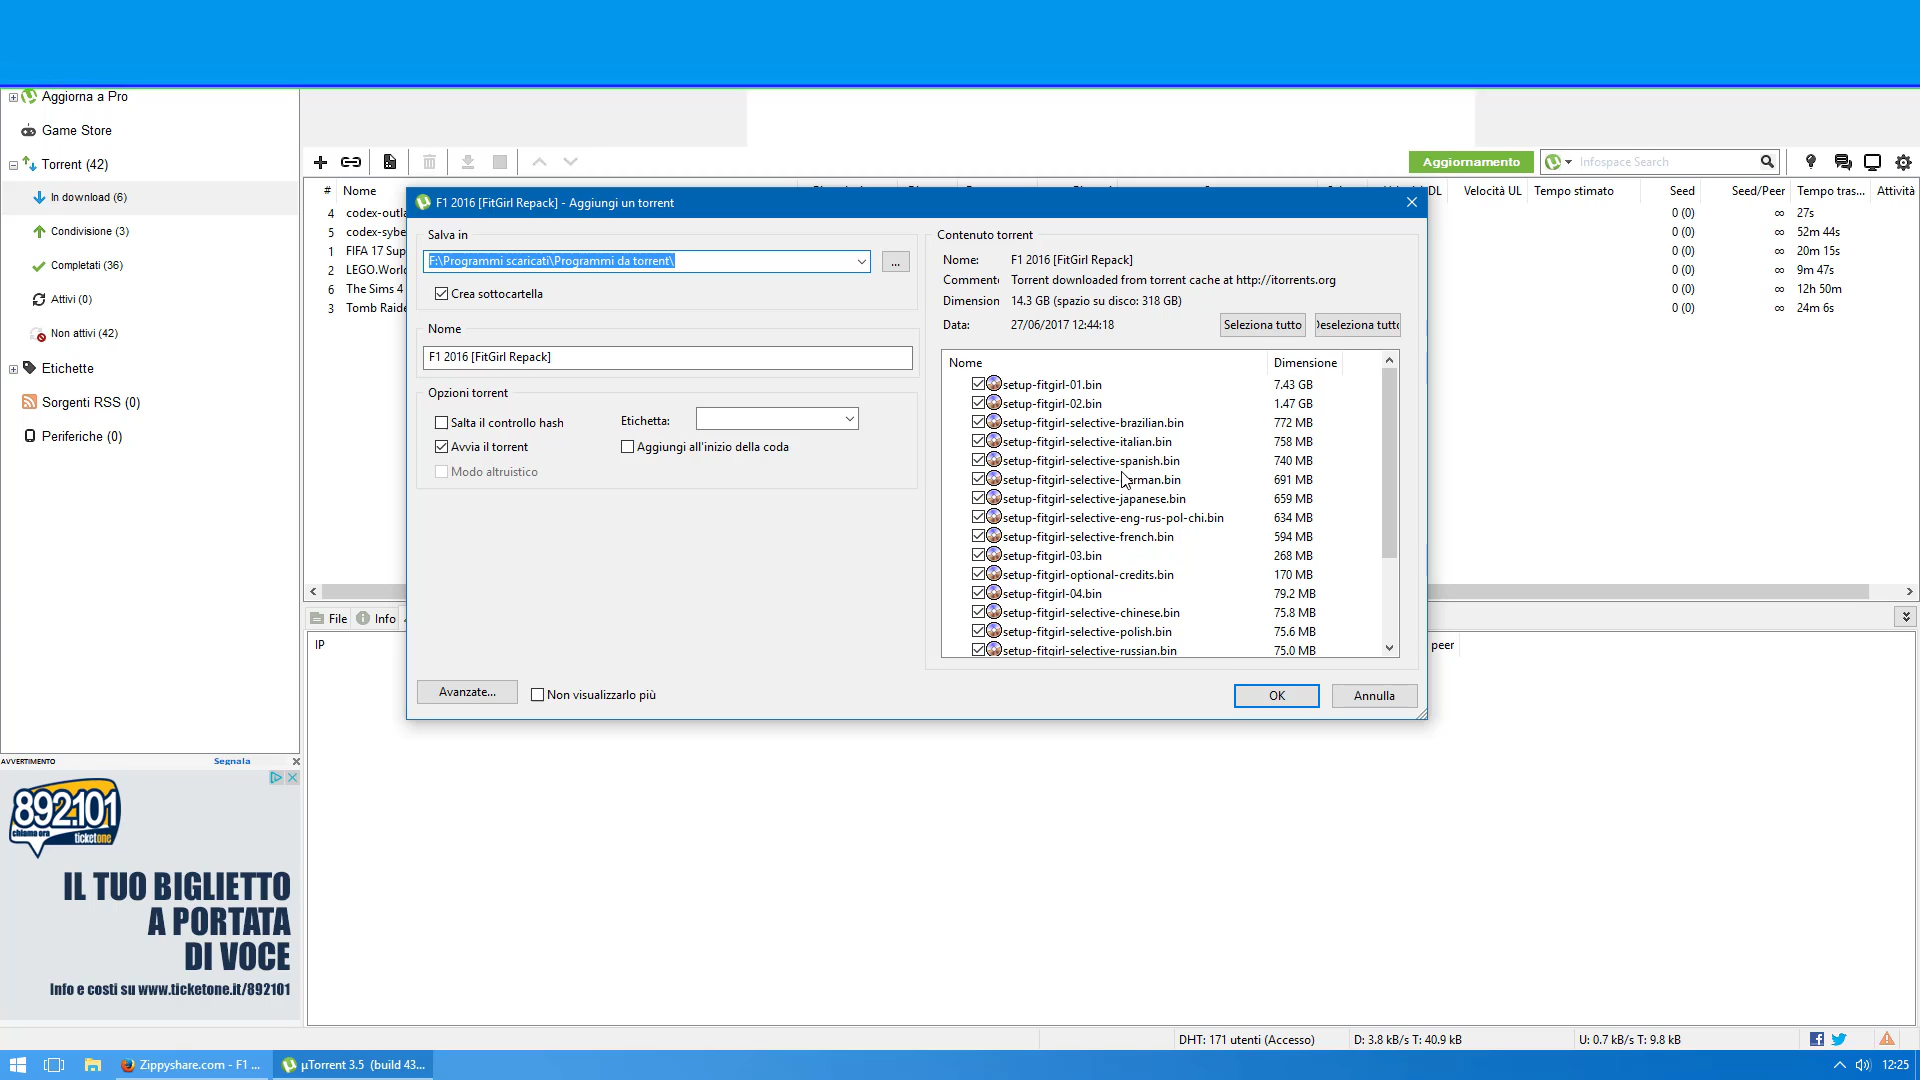 Aggiorna a Pro
Game Store
Torrent (42)
In download (6)
Condivisione (3)
Completati (36)
Attivi (0)
Non attivi (42)
Etichette
Sorgenti RSS (0)
Periferiche (0)
Aggiornamento
Infospace Search
# Nome
DL Velocità UL Tempo stimato Seed Seed/Peer Tempo tras... Attività
4 codex-outla 0 (0) ∞ 27s
5 codex-sybe 0 (0) ∞ 52m 44s
1 FIFA 17 Sup 0 (0) ∞ 20m 15s
2 LEGO.Worl 0 (0) ∞ 9m 47s
6 The Sims 4 0 (0) ∞ 12h 50m
3 Tomb Raide 0 (0) ∞ 24m 6s
F1 2016 [FitGirl Repack] - Aggiungi un torrent
Salva in
F:\Programmi scaricati\Programmi da torrent\
...
Crea sottocartella
Nome
F1 2016 [FitGirl Repack]
Opzioni torrent
Salta il controllo hash
Etichetta:
Avvia il torrent
Aggiungi all'inizio della coda
Modo altruistico
Avanzate...
Non visualizzarlo più
Contenuto torrent
Nome: F1 2016 [FitGirl Repack]
Comment Torrent downloaded from torrent cache at http://itorrents.org
Dimension 14.3 GB (spazio su disco: 318 GB)
Data: 27/06/2017 12:44:18
Seleziona tutto
Deseleziona tutto
Nome Dimensione
setup-fitgirl-01.bin 7.43 GB
setup-fitgirl-02.bin 1.47 GB
setup-fitgirl-selective-brazilian.bin 772 MB
setup-fitgirl-selective-italian.bin 758 MB
setup-fitgirl-selective-spanish.bin 740 MB
setup-fitgirl-selective-german.bin 691 MB
setup-fitgirl-selective-japanese.bin 659 MB
setup-fitgirl-selective-eng-rus-pol-chi.bin 634 MB
setup-fitgirl-selective-french.bin 594 MB
setup-fitgirl-03.bin 268 MB
setup-fitgirl-optional-credits.bin 170 MB
setup-fitgirl-04.bin 79.2 MB
setup-fitgirl-selective-chinese.bin 75.8 MB
setup-fitgirl-selective-polish.bin 75.6 MB
setup-fitgirl-selective-russian.bin 75.0 MB
OK
Annulla
File Info
IP
peer
AVVERTIMENTO Segnala
892.101
chiama ora
ticketone
IL TUO BIGLIETTO
A PORTATA
DI VOCE
Info e costi su www.ticketone.it/892101
DHT: 171 utenti (Accesso) D: 3.8 kB/s T: 40.9 kB U: 0.7 kB/s T: 9.8 kB
Zippyshare.com - F1 ...
µTorrent 3.5 (build 43...
12:25